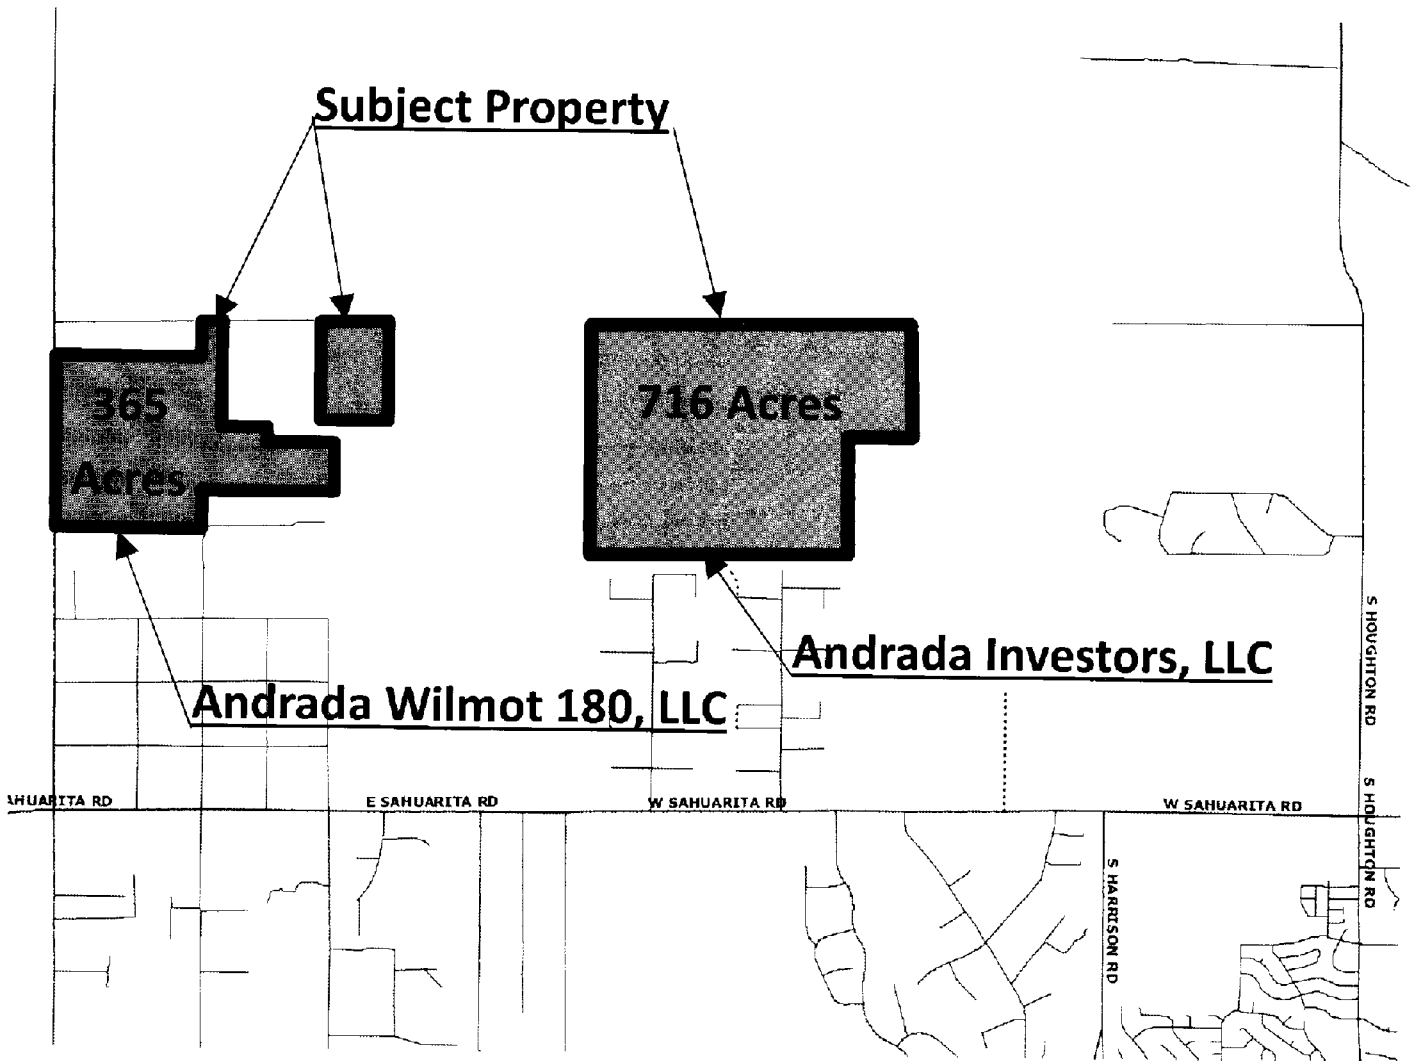 Subject Property
365
Acres
716 Acres
Andrada Investors, LLC
Andrada Wilmot 180, LLC
S HOUGHTON RD
AHUARITA RD
E SAHUARITA RD
W SAHUARITA RD
W SAHUARITA RD
S HOUGHTON RD
S HARRISON RD